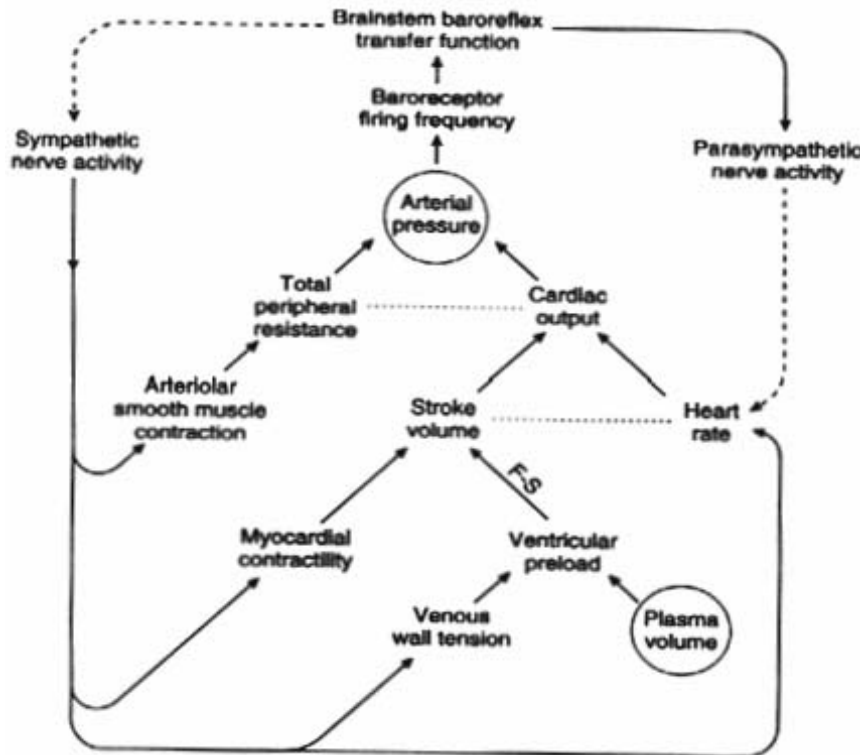 Brainstem baroreflex
transfer function
Baroreceptor
firing frequency
Sympathetic
nerve activity
Parasympathetic
nerve activity
Arterial
pressure
Total
peripheral
resistance
Cardiac
output
Arteriolar
smooth muscle
contraction
Stroke
volume
Heart
rate
F-S
Myocardial
contractility
Ventricular
preload
Venous
wall tension
Plasma
volume